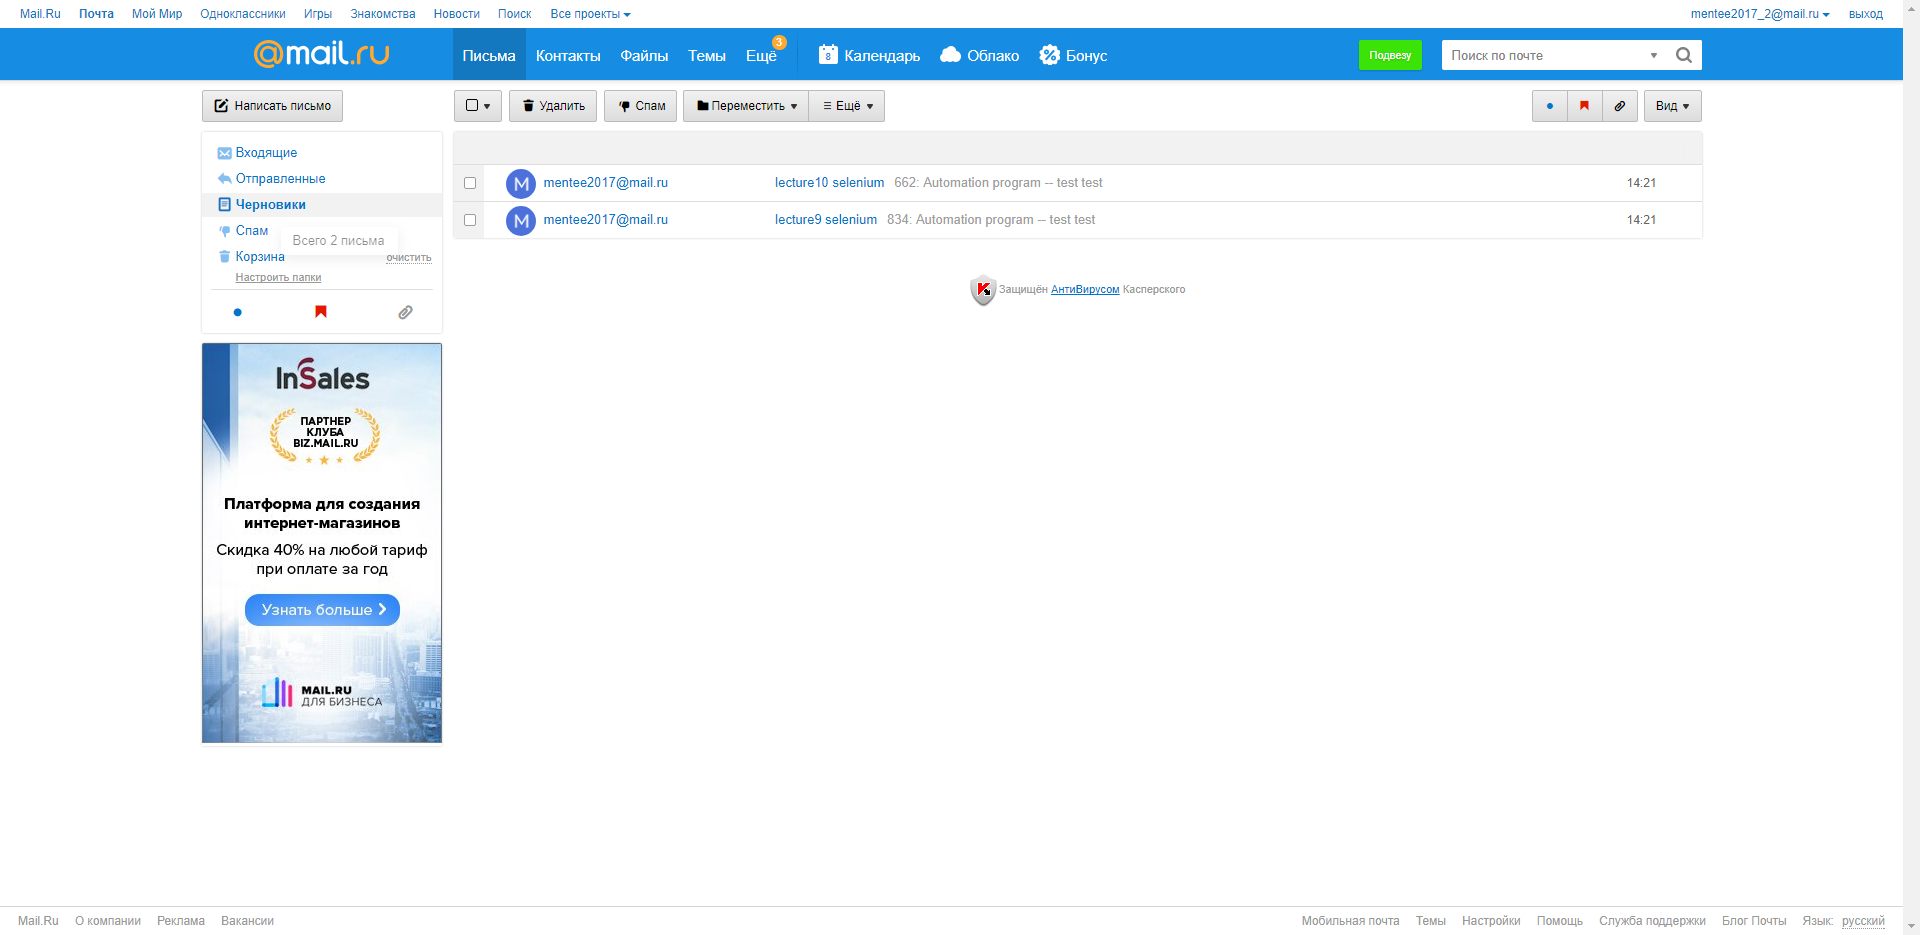 Mail.Ru Почта Мой Мир Одноклассники Игры Знакомства Новости Поиск Все проекты mentee2017_2@mail.ru выход
@mail.ru Письма Контакты Файлы Темы Ещё 3 8 Календарь Облако Бонус Подвезу Поиск по почте
Написать письмо Удалить Спам Переместить Ещё Вид
Входящие
Отправленные
Черновики
Спам
Всего 2 письма
Корзина очистить
Настроить папки
M mentee2017@mail.ru lecture10 selenium 662: Automation program -- test test 14:21
M mentee2017@mail.ru lecture9 selenium 834: Automation program -- test test 14:21
Защищён АнтиВирусом Касперского
InSales
ПАРТНЕР
КЛУБА
BIZ.MAIL.RU
Платформа для создания
интернет-магазинов
Скидка 40% на любой тариф
при оплате за год
Узнать больше
MAIL.RU
ДЛЯ БИЗНЕСА
Mail.Ru О компании Реклама Вакансии Мобильная почта Темы Настройки Помощь Служба поддержки Блог Почты Язык: русский